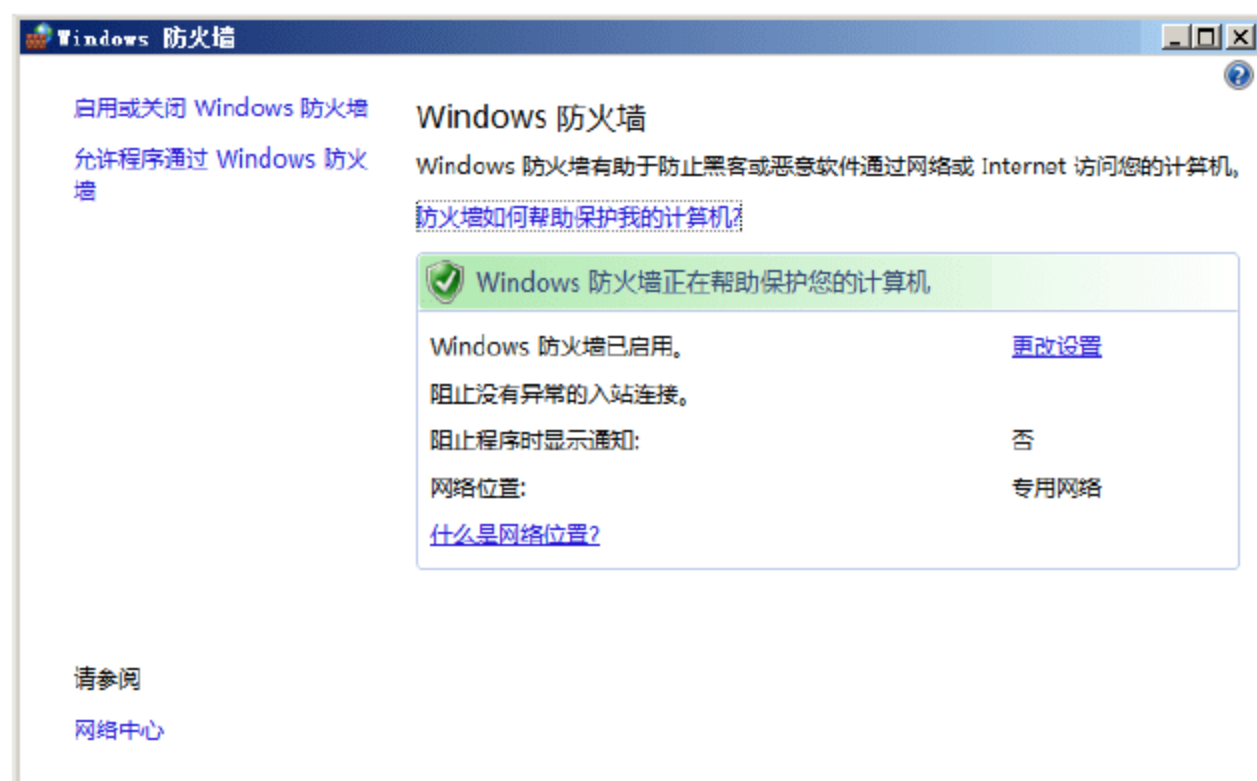 Windows 防火墙
启用或关闭 Windows 防火墙
允许程序通过 Windows 防火
墙
Windows 防火墙
Windows 防火墙有助于防止黑客或恶意软件通过网络或 Internet 访问您的计算机。
防火墙如何帮助保护我的计算机?
Windows 防火墙正在帮助保护您的计算机
Windows 防火墙已启用。 更改设置
阻止没有异常的入站连接。
阻止程序时显示通知: 否
网络位置: 专用网络
什么是网络位置?
请参阅
网络中心